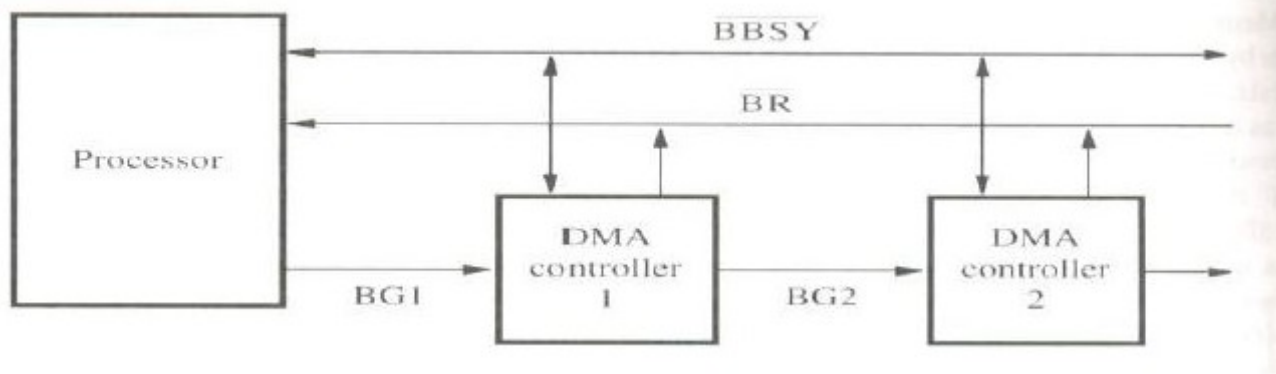 BBSY
BR
Processor
DMA
controller
1
DMA
controller
2
BG1
BG2